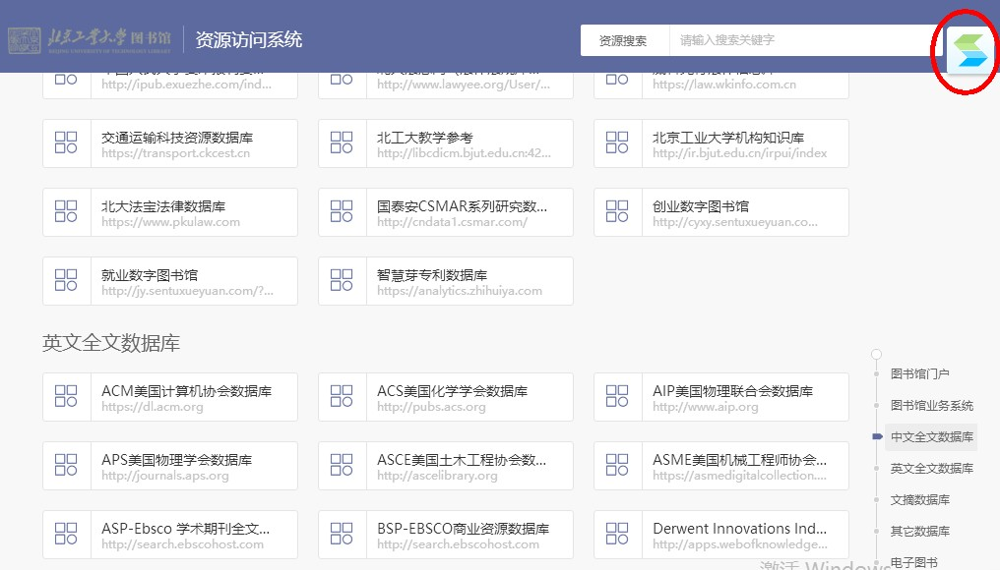 北京工业大学图书馆
BEIJING UNIVERSITY OF TECHNOLOGY LIBRARY
资源访问系统
资源搜索
请输入搜索关键字
http://ipub.exuezhe.com/ind...
http://www.lawyee.org/User/...
https://law.wkinfo.com.cn
交通运输科技资源数据库
https://transport.ckcest.cn
北工大教学参考
http://libcdicm.bjut.edu.cn:42...
北京工业大学机构知识库
http://ir.bjut.edu.cn/irpui/index
北大法宝法律数据库
https://www.pkulaw.com
国泰安CSMAR系列研究数...
http://cndata1.csmar.com/
创业数字图书馆
http://cyxy.sentuxueyuan.co...
就业数字图书馆
http://jy.sentuxueyuan.com/?...
智慧芽专利数据库
https://analytics.zhihuiya.com
英文全文数据库
ACM美国计算机协会数据库
https://dl.acm.org
ACS美国化学学会数据库
http://pubs.acs.org
AIP美国物理联合会数据库
http://www.aip.org
APS美国物理学会数据库
http://journals.aps.org
ASCE美国土木工程协会数...
http://ascelibrary.org
ASME美国机械工程师协会...
https://asmedigitalcollection....
ASP-Ebsco 学术期刊全文...
http://search.ebscohost.com
BSP-EBSCO商业资源数据库
http://search.ebscohost.com
Derwent Innovations Ind...
http://apps.webofknowledge...
图书馆门户
图书馆业务系统
中文全文数据库
英文全文数据库
文摘数据库
其它数据库
电子图书
激活 Windows